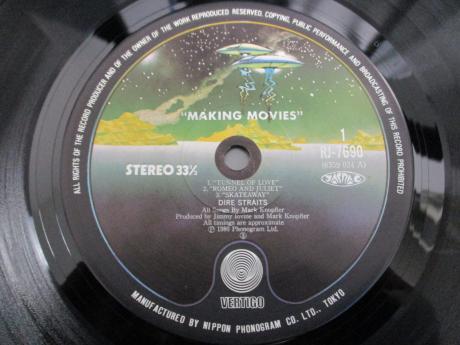 ALL RIGHTS OF THE RECORD PRODUCER AND OF THE OWNER OF THE WORK REPRODUCED RESERVED. COPYING, PUBLIC PERFORMANCE AND BROADCASTING OF THIS RECORD PROHIBITED
"MAKING MOVIES"
1
RJ-7690
(6359 034 A)
STEREO 33⅓
1. "TUNNEL OF LOVE"
2. "ROMEO AND JULIET"
3. "SKATEAWAY"
DIRE STRAITS
All Songs By Mark Knopfler
Produced by Jimmy Iovine and Mark Knopfler
All timings are approximate
Ⓟ 1980 Phonogram Ltd.
VERTIGO
MANUFACTURED BY NIPPON PHONOGRAM CO. LTD., TOKYO